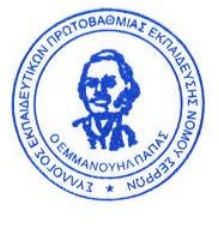 ΣΥΛΛΟΓΟΣ ΕΚΠΑΙΔΕΥΤΙΚΩΝ ΠΡΩΤΟΒΑΘΜΙΑΣ ΕΚΠΑΙΔΕΥΣΗΣ ΝΟΜΟΥ ΣΕΡΡΩΝ
Ο ΕΜΜΑΝΟΥΗΛ ΠΑΠΑΣ